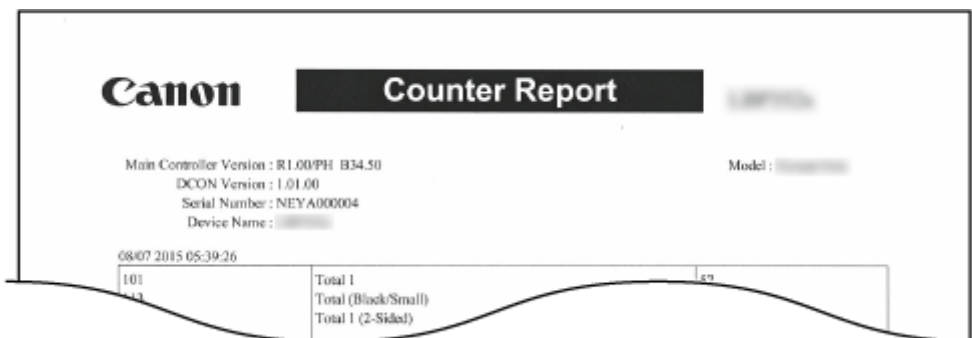 Canon
Counter Report
Main Controller Version : R1.00/PH B34.50
Model :
DCON Version : 1.01.00
Serial Number : NEYA000004
Device Name :
08/07 2015 05:39:26
101 Total 1 52
113 Total (Black/Small)
Total 1 (2-Sided)